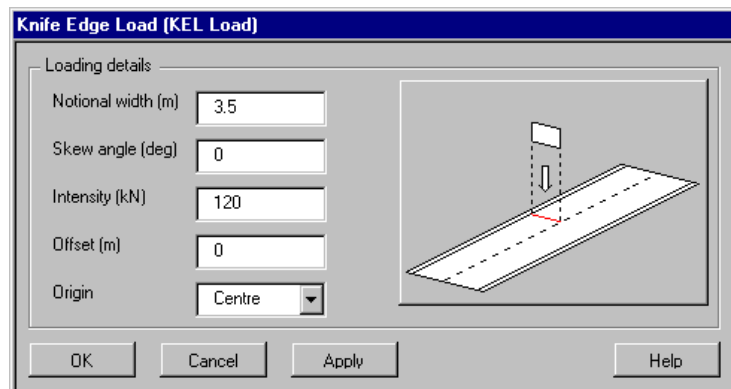 Knife Edge Load (KEL Load)
Loading details
Notional width (m) 3.5
Skew angle (deg) 0
Intensity (kN) 120
Offset (m) 0
Origin Centre
OK Cancel Apply Help